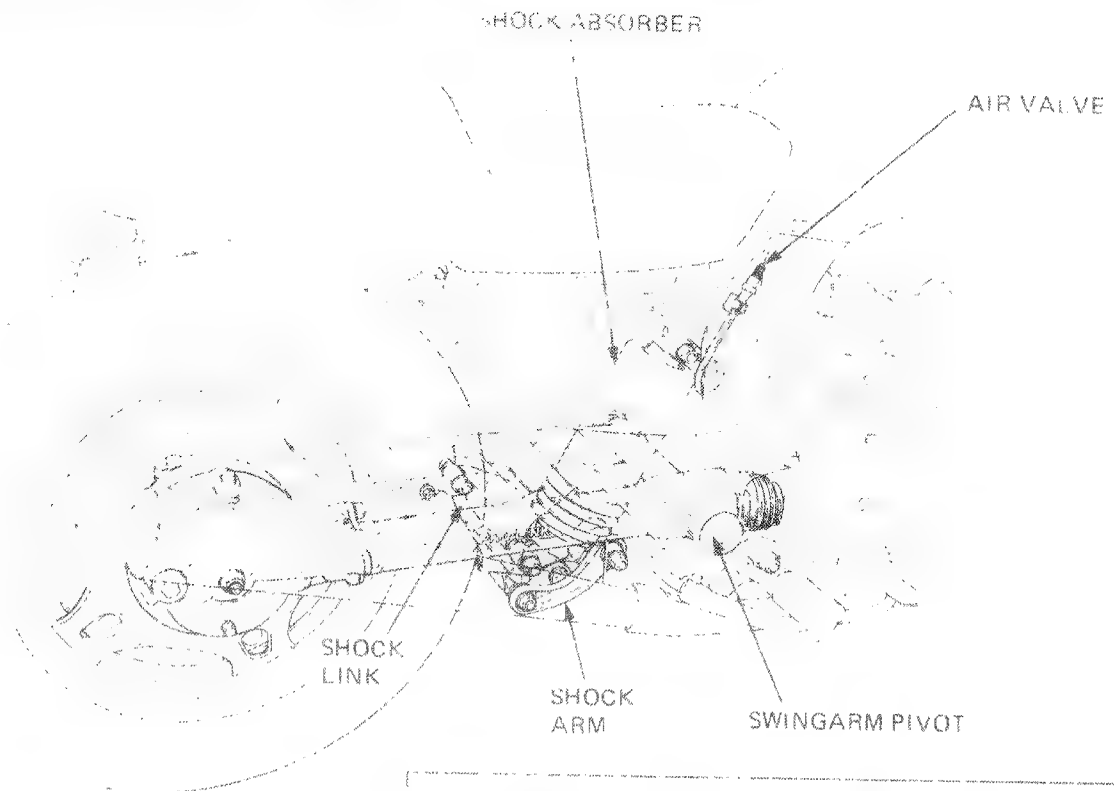 SHOCK ABSORBER
AIR VALVE
SHOCK
LINK
SHOCK
ARM
SWINGARM PIVOT